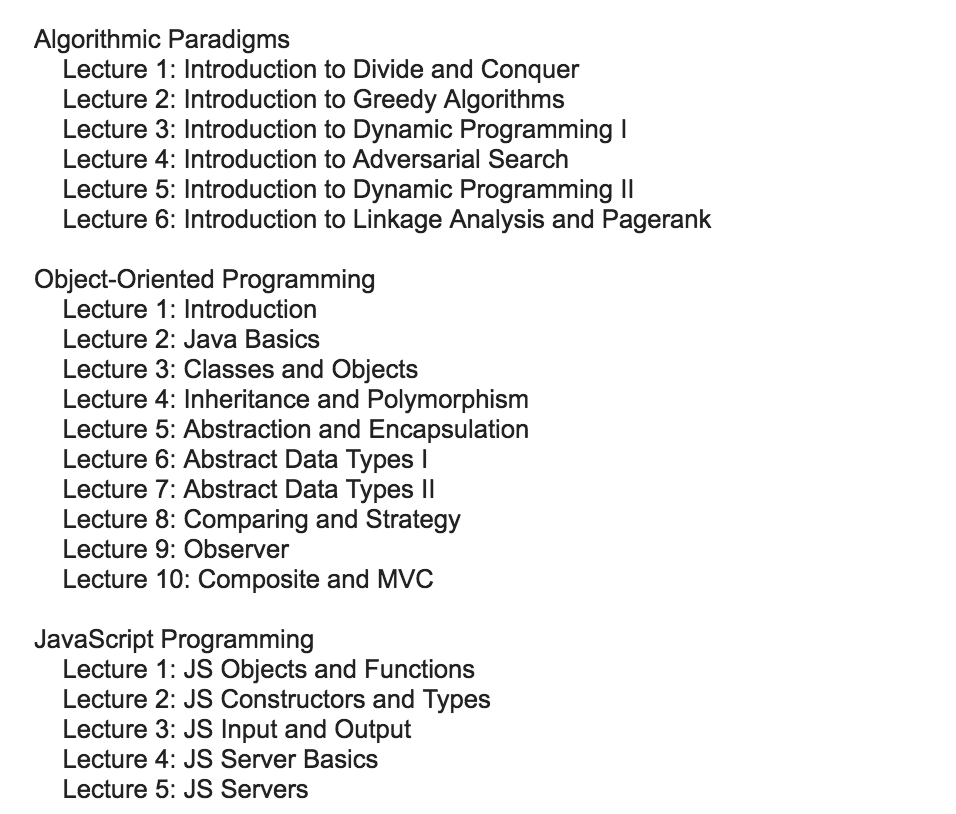 Algorithmic Paradigms
Lecture 1: Introduction to Divide and Conquer
Lecture 2: Introduction to Greedy Algorithms
Lecture 3: Introduction to Dynamic Programming I
Lecture 4: Introduction to Adversarial Search
Lecture 5: Introduction to Dynamic Programming II
Lecture 6: Introduction to Linkage Analysis and Pagerank
Object-Oriented Programming
Lecture 1: Introduction
Lecture 2: Java Basics
Lecture 3: Classes and Objects
Lecture 4: Inheritance and Polymorphism
Lecture 5: Abstraction and Encapsulation
Lecture 6: Abstract Data Types I
Lecture 7: Abstract Data Types II
Lecture 8: Comparing and Strategy
Lecture 9: Observer
Lecture 10: Composite and MVC
JavaScript Programming
Lecture 1: JS Objects and Functions
Lecture 2: JS Constructors and Types
Lecture 3: JS Input and Output
Lecture 4: JS Server Basics
Lecture 5: JS Servers